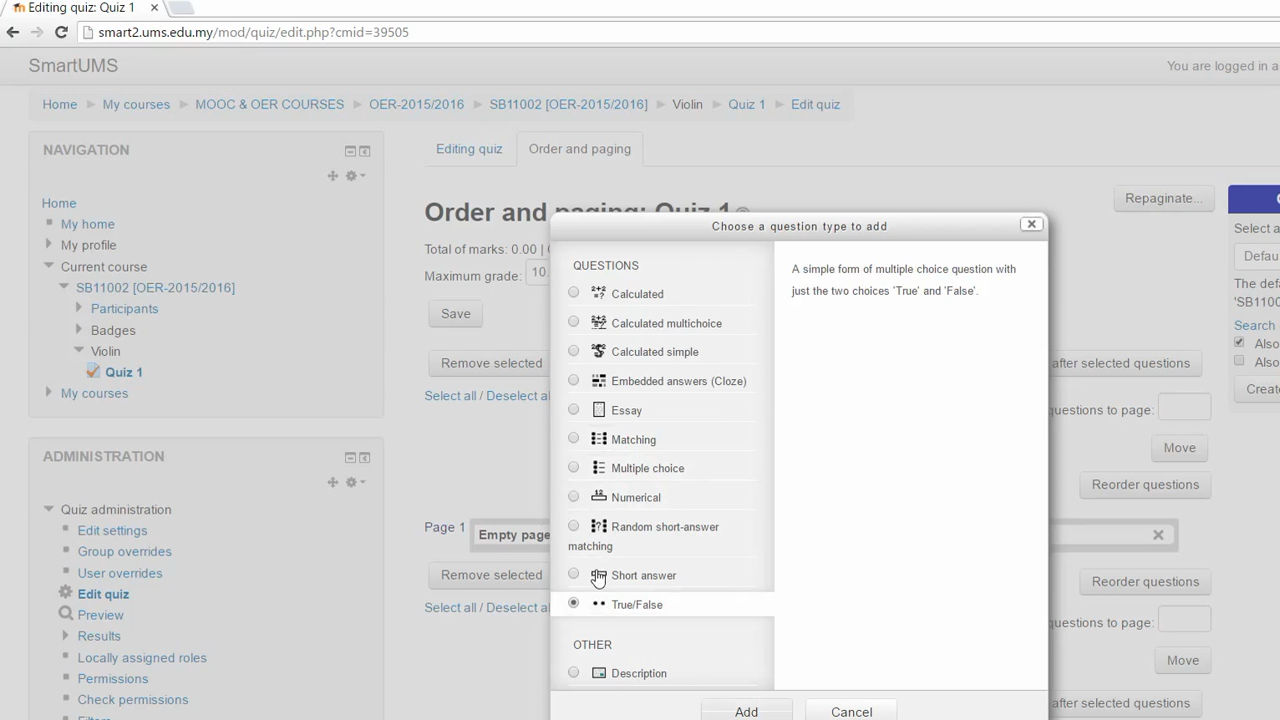 Editing quiz: Quiz 1
smart2.ums.edu.my/mod/quiz/edit.php?cmid=39505
SmartUMS
You are logged in a
Home My courses MOOC & OER COURSES OER-2015/2016 SB11002 [OER-2015/2016] Violin Quiz 1 Edit quiz
NAVIGATION
Home
My home
My profile
Current course
SB11002 [OER-2015/2016]
Participants
Badges
Violin
Quiz 1
My courses
ADMINISTRATION
Quiz administration
Edit settings
Group overrides
User overrides
Edit quiz
Preview
Results
Locally assigned roles
Permissions
Check permissions
Editing quiz
Order and paging
Order and paging: Quiz 1
Repaginate...
Total of marks: 0.00 |
Maximum grade: 10.
Save
Remove selected
after selected questions
Select all / Deselect al
questions to page:
Move
Reorder questions
Page 1
Empty page
Remove selected
Reorder questions
Select all / Deselect al
questions to page:
Move
after selected questions
Choose a question type to add
QUESTIONS
Calculated
Calculated multichoice
Calculated simple
Embedded answers (Cloze)
Essay
Matching
Multiple choice
Numerical
Random short-answer
matching
Short answer
True/False
OTHER
Description
A simple form of multiple choice question with
just the two choices 'True' and 'False'.
Add
Cancel
Select a
Defau
The defa
'SB11002
Search
Also
Also
Create